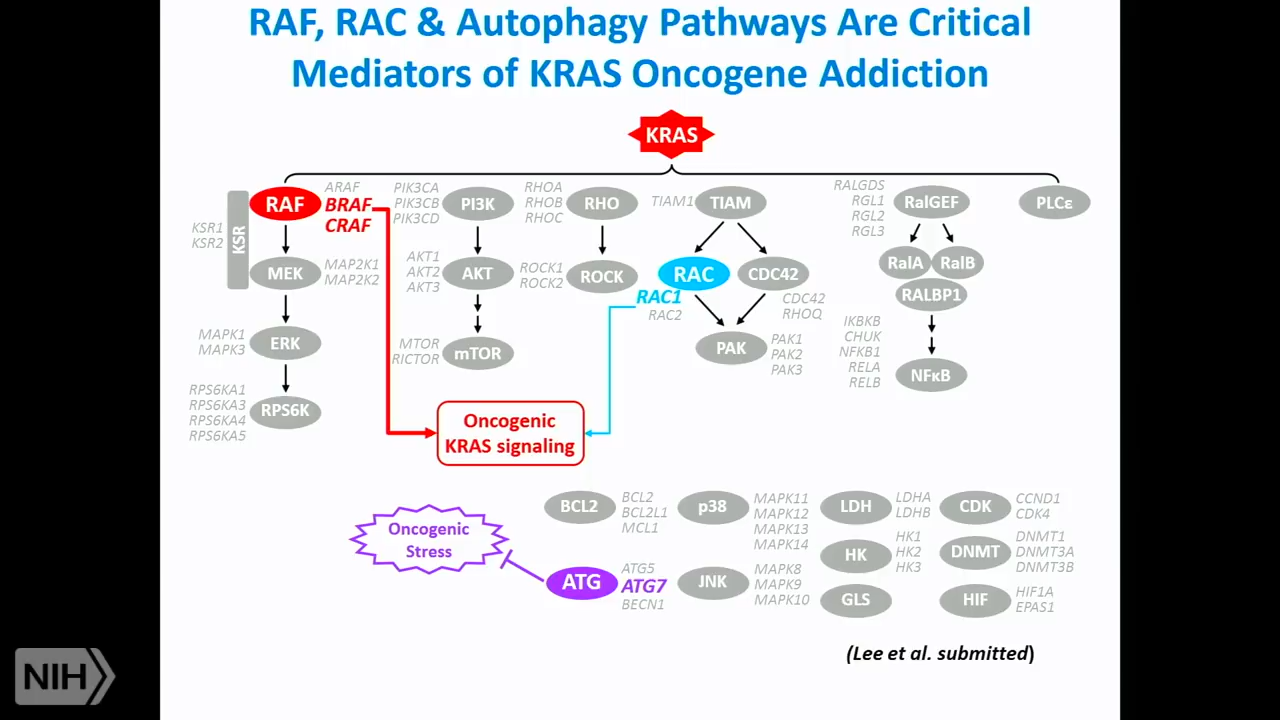 RAF, RAC & Autophagy Pathways Are Critical
Mediators of KRAS Oncogene Addiction
KRAS
KSR1
KSR2
KSR
RAF
ARAF
BRAF
CRAF
MEK
MAP2K1
MAP2K2
MAPK1
MAPK3
ERK
RPS6KA1
RPS6KA3
RPS6KA4
RPS6KA5
RPS6K
PIK3CA
PIK3CB
PIK3CD
PI3K
AKT1
AKT2
AKT3
AKT
MTOR
RICTOR
mTOR
RHOA
RHOB
RHOC
RHO
ROCK1
ROCK2
ROCK
TIAM1
TIAM
RAC
RAC1
RAC2
CDC42
CDC42
RHOQ
PAK
PAK1
PAK2
PAK3
RALGDS
RGL1
RGL2
RGL3
RalGEF
RalA
RalB
RALBP1
IKBKB
CHUK
NFKB1
RELA
RELB
NFκB
PLCε
Oncogenic
KRAS signaling
Oncogenic
Stress
BCL2
BCL2
BCL2L1
MCL1
ATG
ATG5
ATG7
BECN1
p38
MAPK11
MAPK12
MAPK13
MAPK14
JNK
MAPK8
MAPK9
MAPK10
LDH
LDHA
LDHB
HK
HK1
HK2
HK3
GLS
CDK
CCND1
CDK4
DNMT
DNMT1
DNMT3A
DNMT3B
HIF
HIF1A
EPAS1
(Lee et al. submitted)
NIH